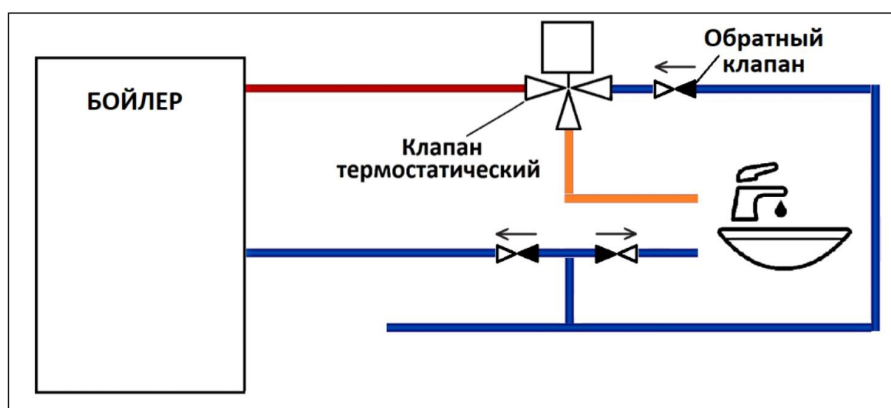 Обратный
клапан
БОЙЛЕР
Клапан
термостатический